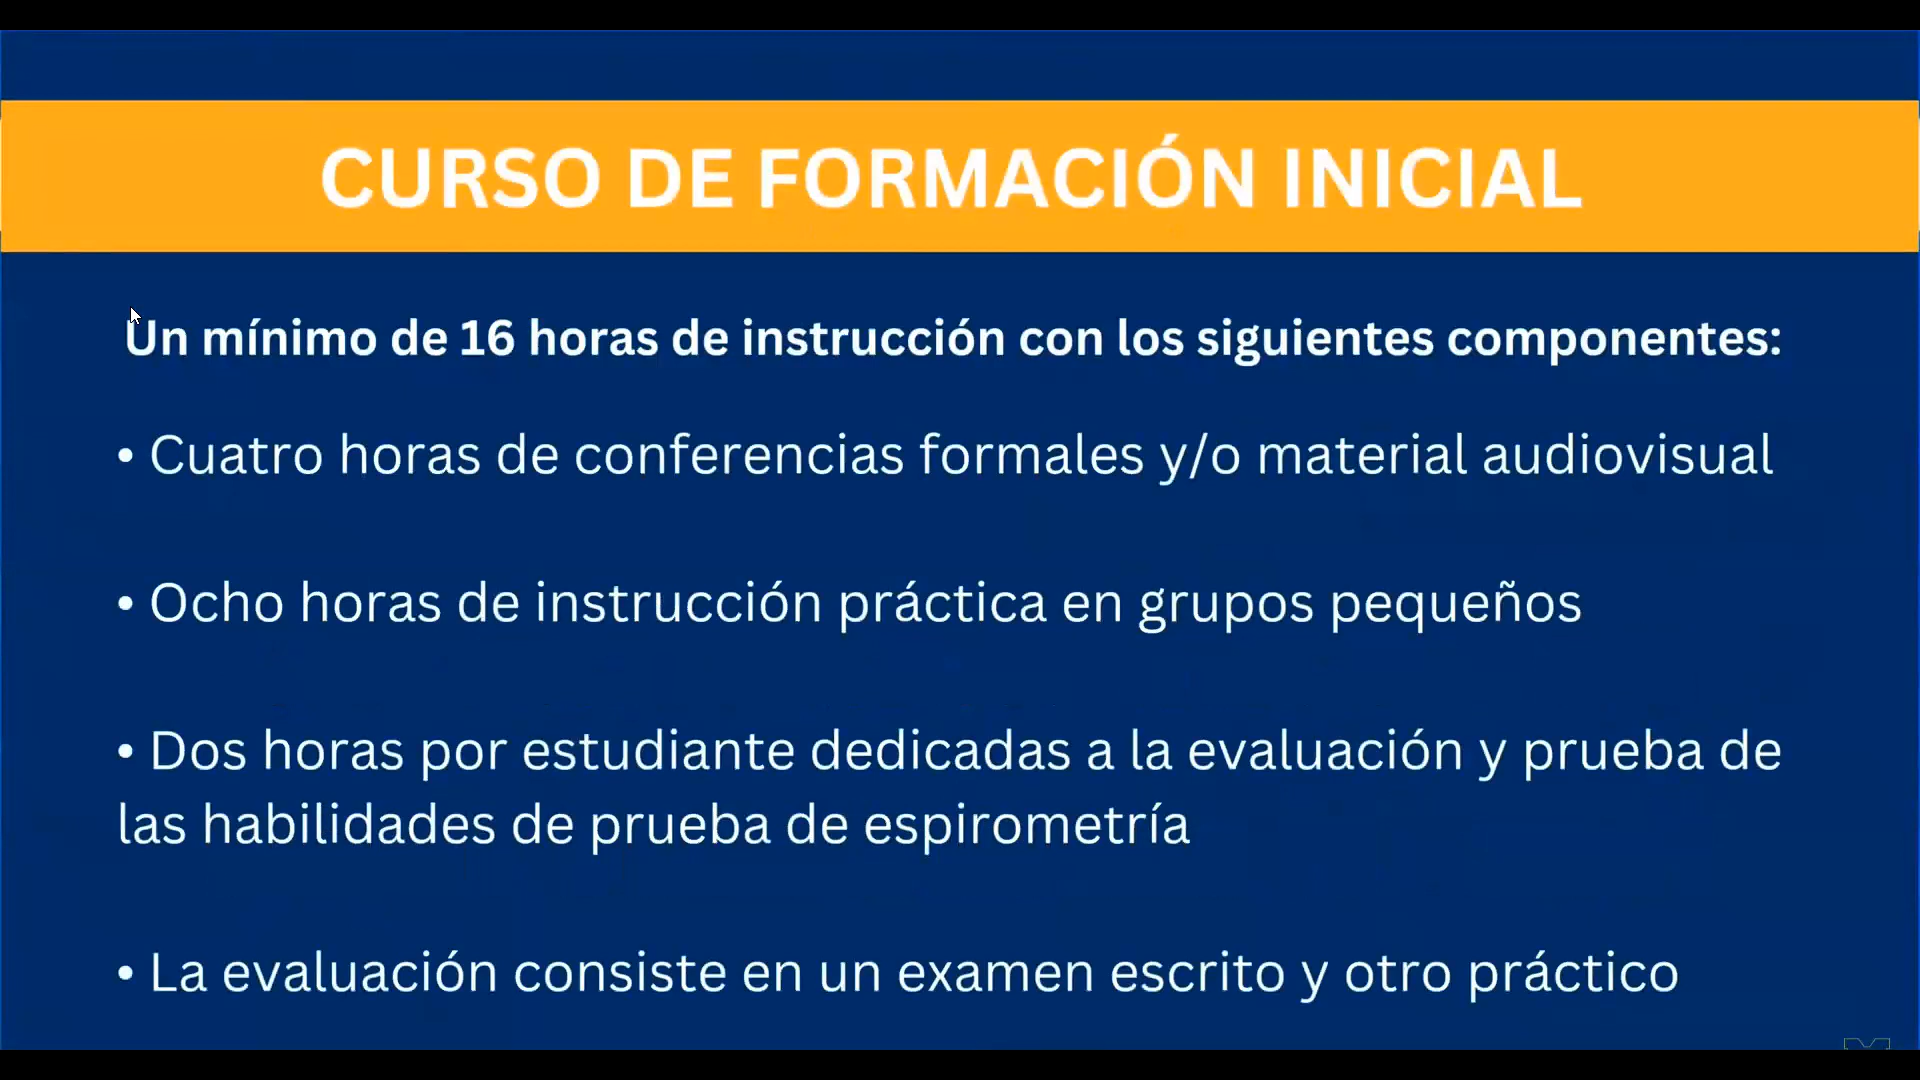 CURSO DE FORMACIÓN INICIAL
Un mínimo de 16 horas de instrucción con los siguientes componentes:
• Cuatro horas de conferencias formales y/o material audiovisual
• Ocho horas de instrucción práctica en grupos pequeños
• Dos horas por estudiante dedicadas a la evaluación y prueba de
las habilidades de prueba de espirometría
• La evaluación consiste en un examen escrito y otro práctico